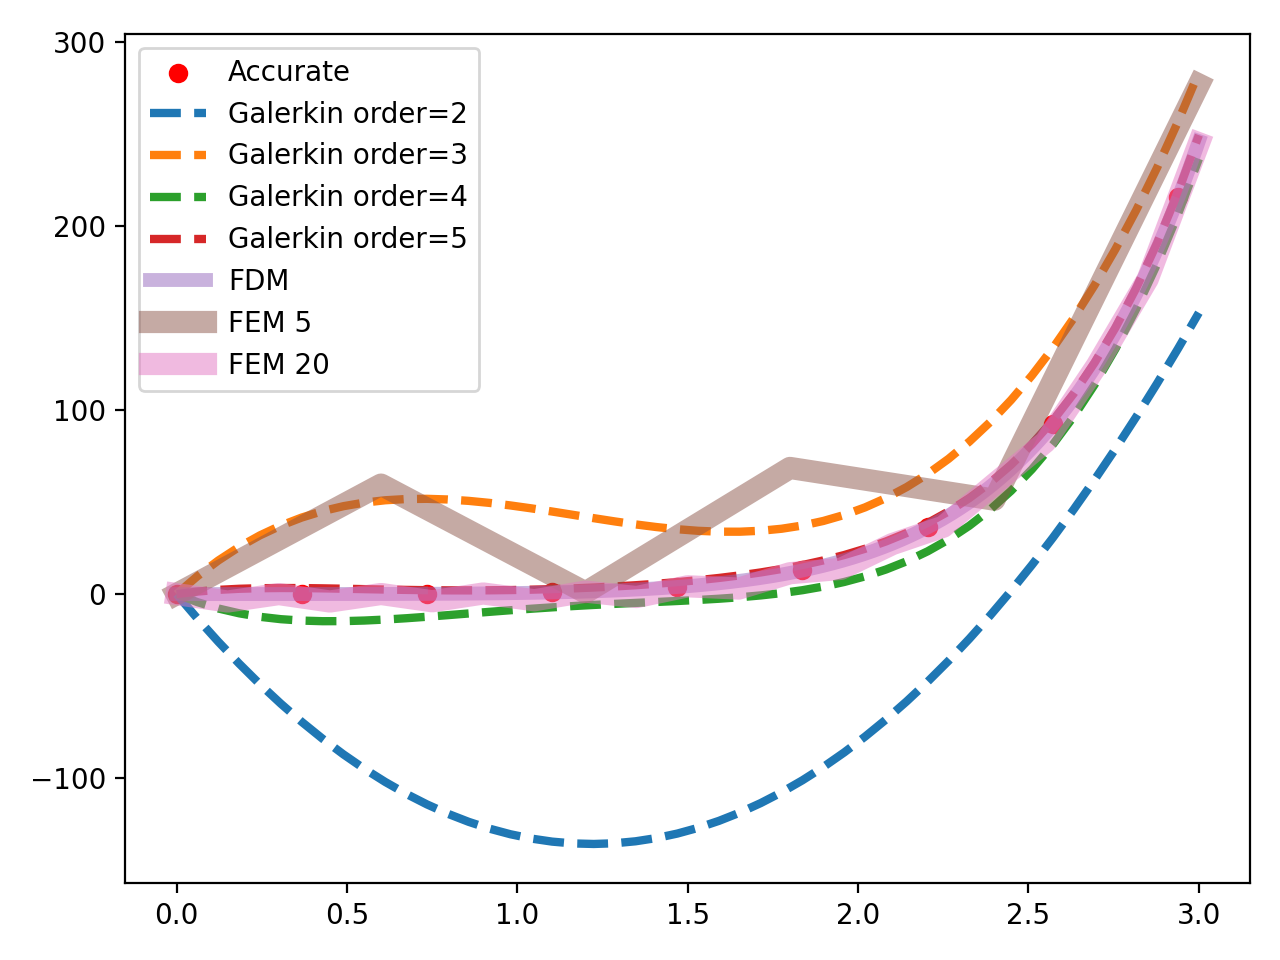 300
200
100
0
−100
Accurate
Galerkin order=2
Galerkin order=3
Galerkin order=4
Galerkin order=5
FDM
FEM 5
FEM 20
0.0 0.5 1.0 1.5 2.0 2.5 3.0